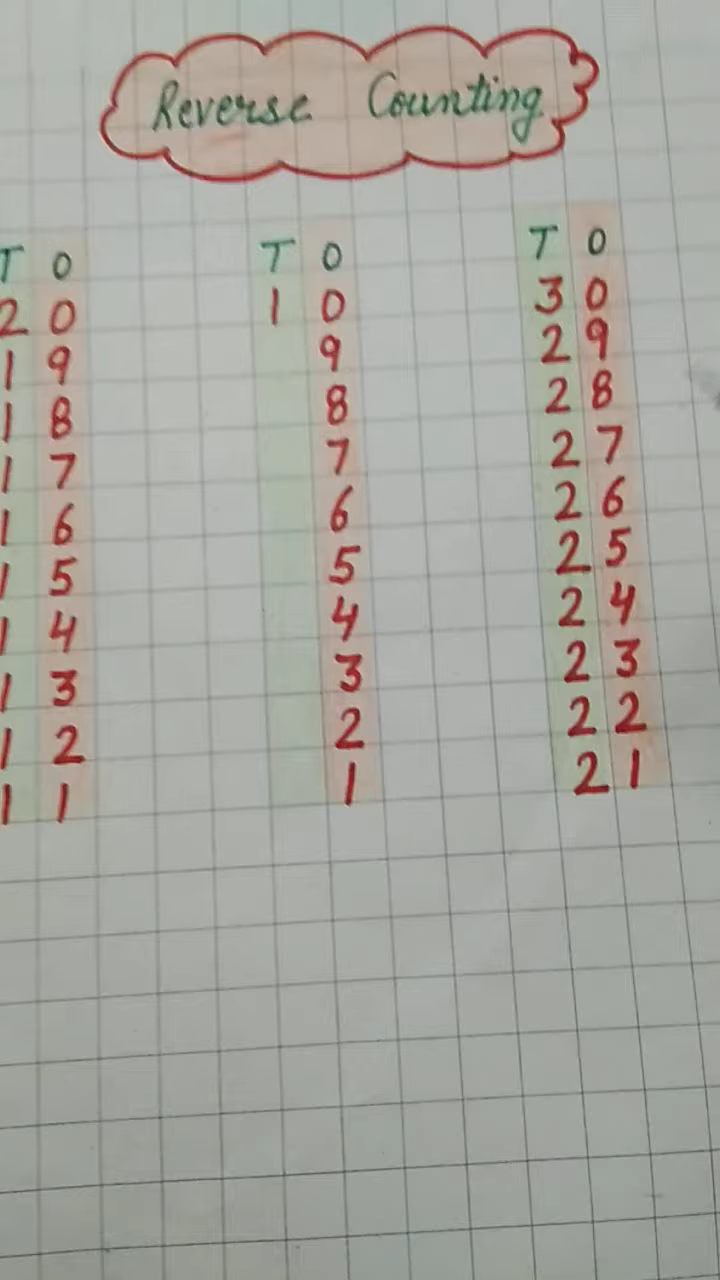 Reverse Counting
T O T O T O
2 0 1 0 3 0
1 9 9 2 9
1 8 8 2 8
1 7 7 2 7
1 6 6 2 6
1 5 5 2 5
1 4 4 2 4
1 3 3 2 3
1 2 2 2 2
1 1 1 2 1